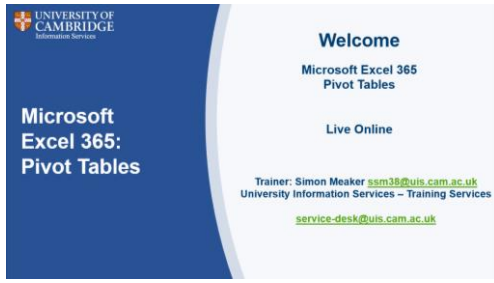 UNIVERSITY OF
CAMBRIDGE
Information Services
Microsoft
Excel 365:
Pivot Tables
Welcome
Microsoft Excel 365
Pivot Tables
Live Online
Trainer: Simon Meaker ssm38@uis.cam.ac.uk
University Information Services – Training Services
service-desk@uis.cam.ac.uk